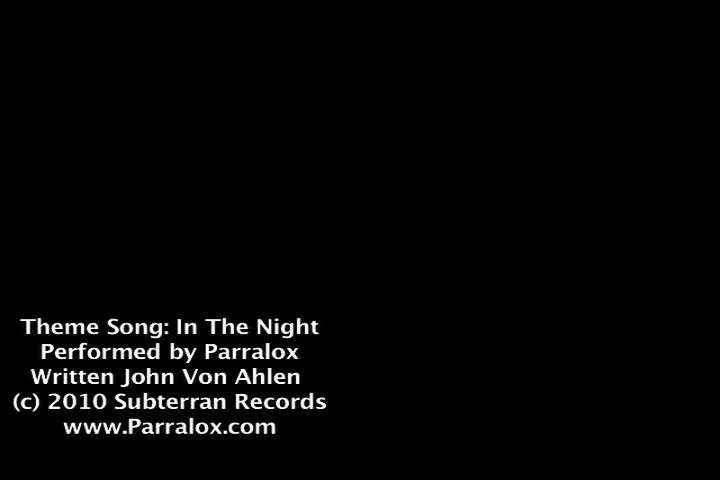 Theme Song: In The Night
Performed by Parralox
Written John Von Ahlen
(c) 2010 Subterran Records
www.Parralox.com